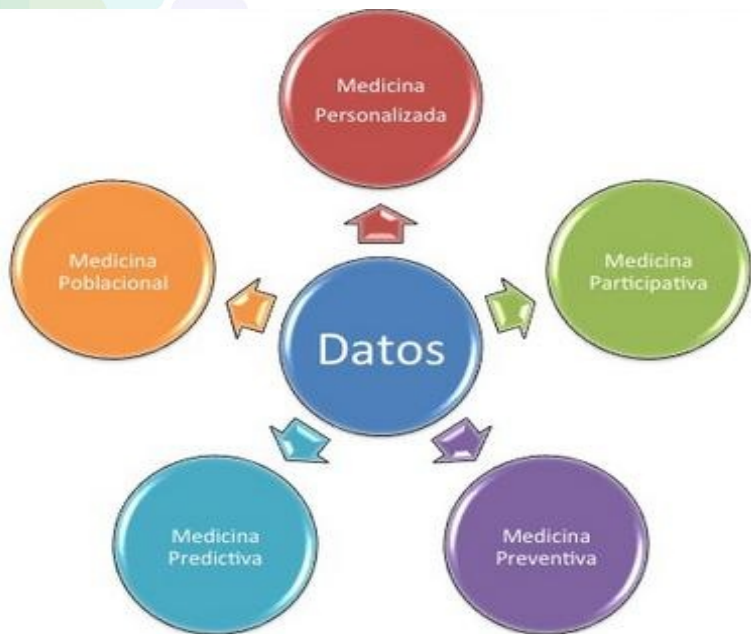 Medicina
Personalizada
Medicina
Poblacional
Medicina
Participativa
Datos
Medicina
Predictiva
Medicina
Preventiva